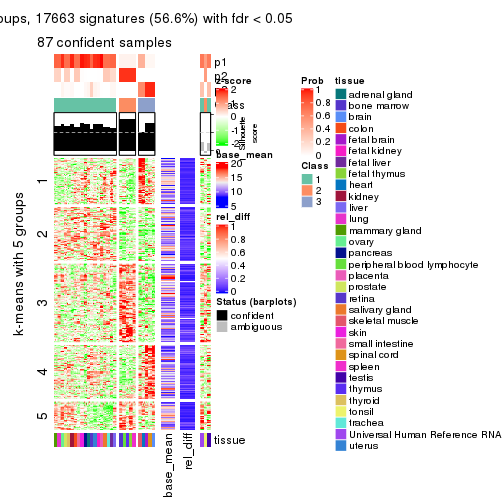 oups, 17663 signatures (56.6%) with fdr < 0.05
87 confident samples
p1
p2
z-score
2
1
0
-1
-2
Silhouette
score
base_mean
20
15
10
5
rel_diff
1
0.8
0.6
0.4
0.2
0
Status (barplots)
confident
ambiguous
k-means with 5 groups
1
2
3
4
5
tissue
base_mean
rel_diff
Prob
1
0.8
0.6
0.4
0.2
0
Class
1
2
3
tissue
adrenal gland
bone marrow
brain
colon
fetal brain
fetal kidney
fetal liver
fetal thymus
heart
kidney
liver
lung
mammary gland
ovary
pancreas
peripheral blood lymphocyte
placenta
prostate
retina
salivary gland
skeletal muscle
skin
small intestine
spinal cord
spleen
testis
thymus
thyroid
tonsil
trachea
Universal Human Reference RNA
uterus